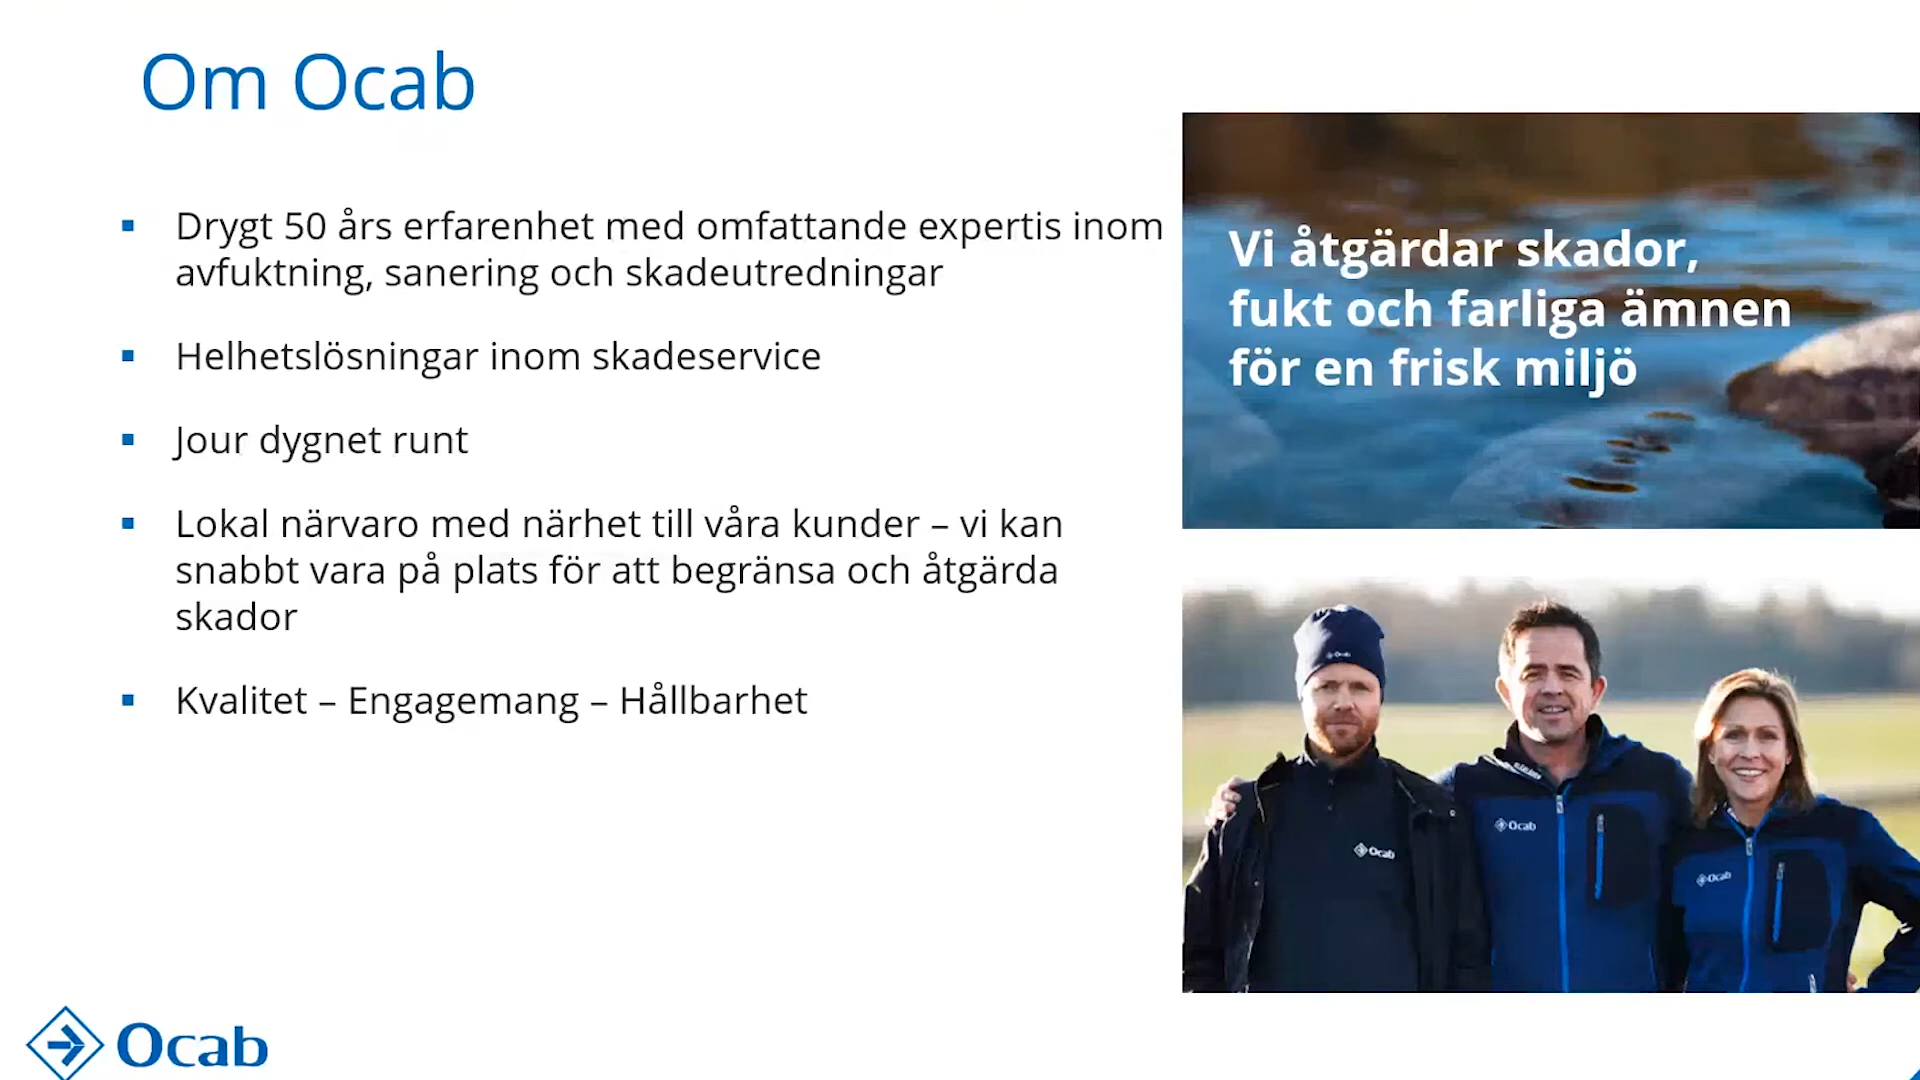 Om Ocab
Drygt 50 års erfarenhet med omfattande expertis inom
avfuktning, sanering och skadeutredningar
Helhetslösningar inom skadeservice
Jour dygnet runt
Lokal närvaro med närhet till våra kunder – vi kan
snabbt vara på plats för att begränsa och åtgärda
skador
Kvalitet – Engagemang – Hållbarhet
Vi åtgärdar skador,
fukt och farliga ämnen
för en frisk miljö
Ocab
Ocab
Ocab
Ocab
Ocab